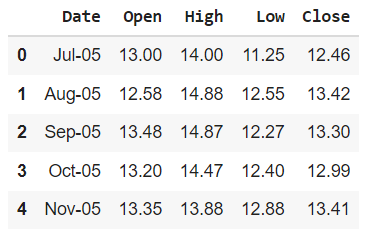 Date Open High Low Close
0 Jul-05 13.00 14.00 11.25 12.46
1 Aug-05 12.58 14.88 12.55 13.42
2 Sep-05 13.48 14.87 12.27 13.30
3 Oct-05 13.20 14.47 12.40 12.99
4 Nov-05 13.35 13.88 12.88 13.41